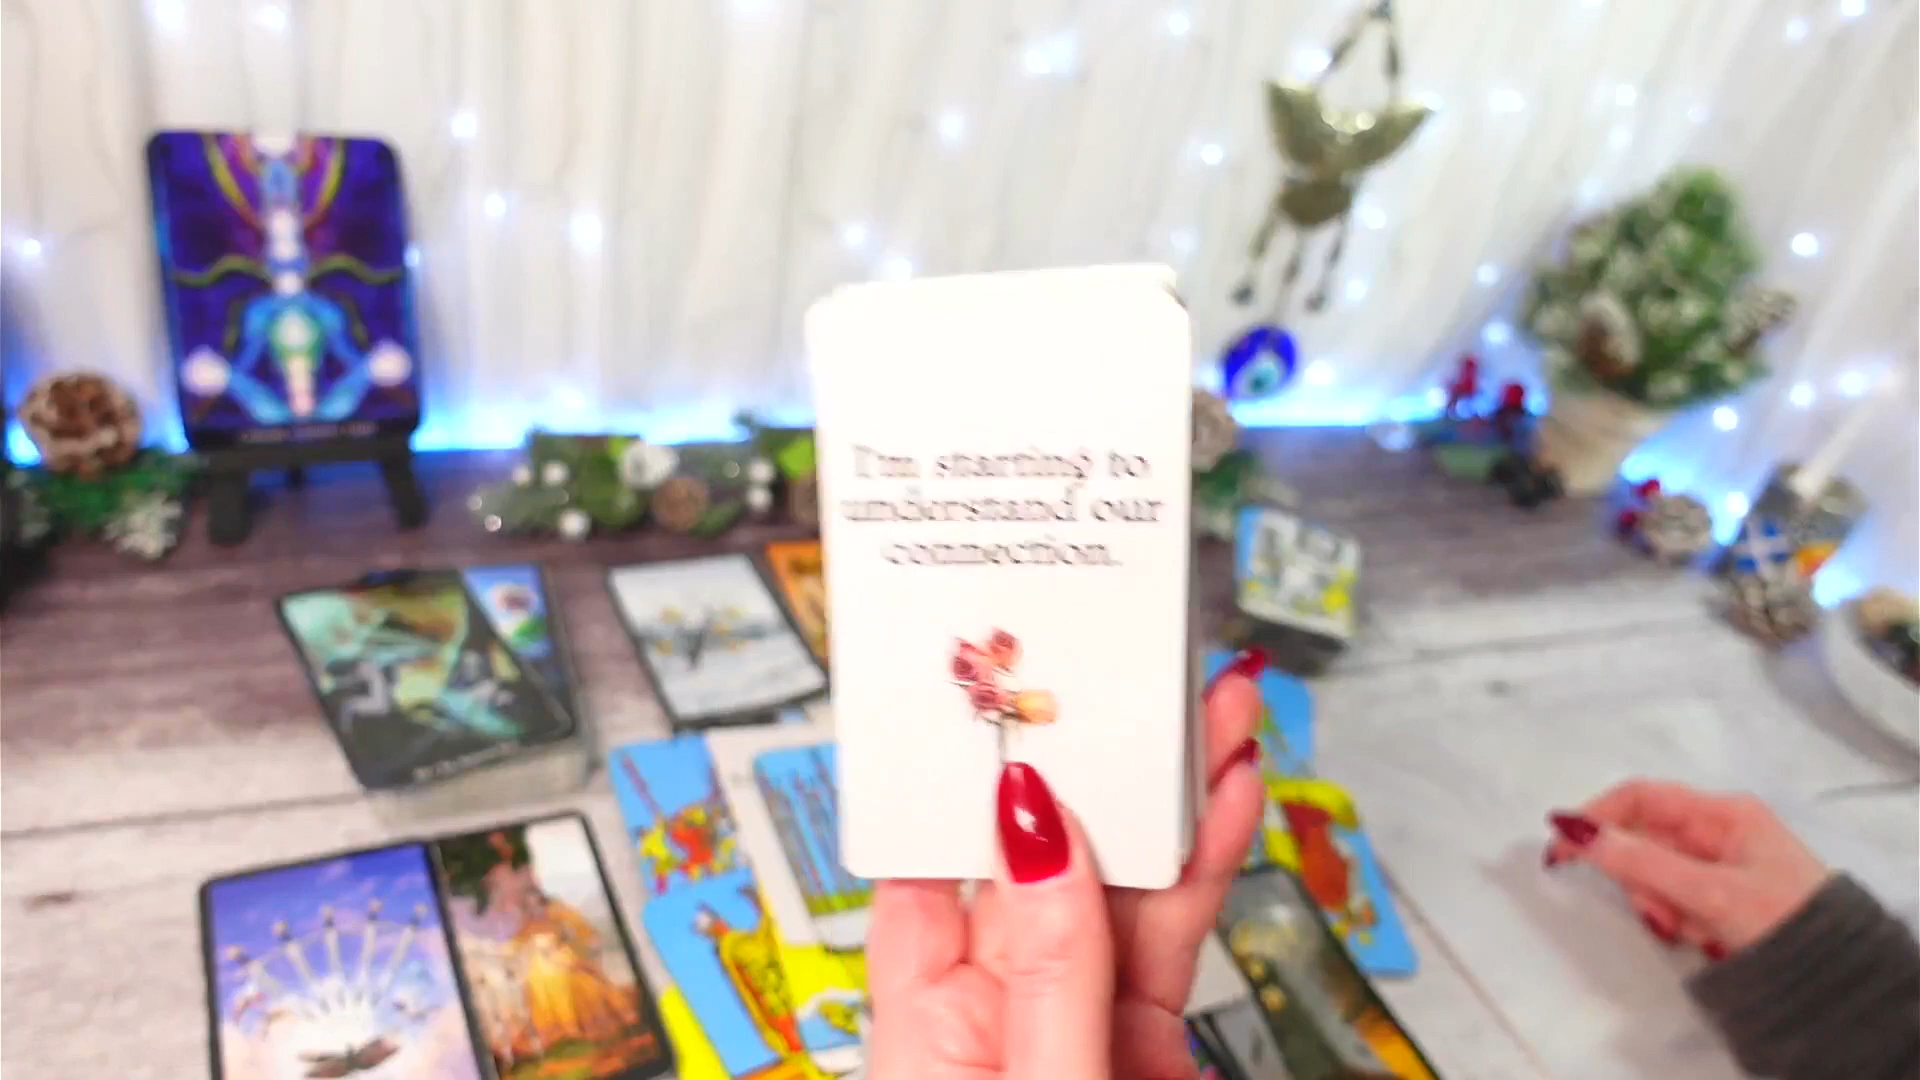 I'm starting to
understand our
connection.